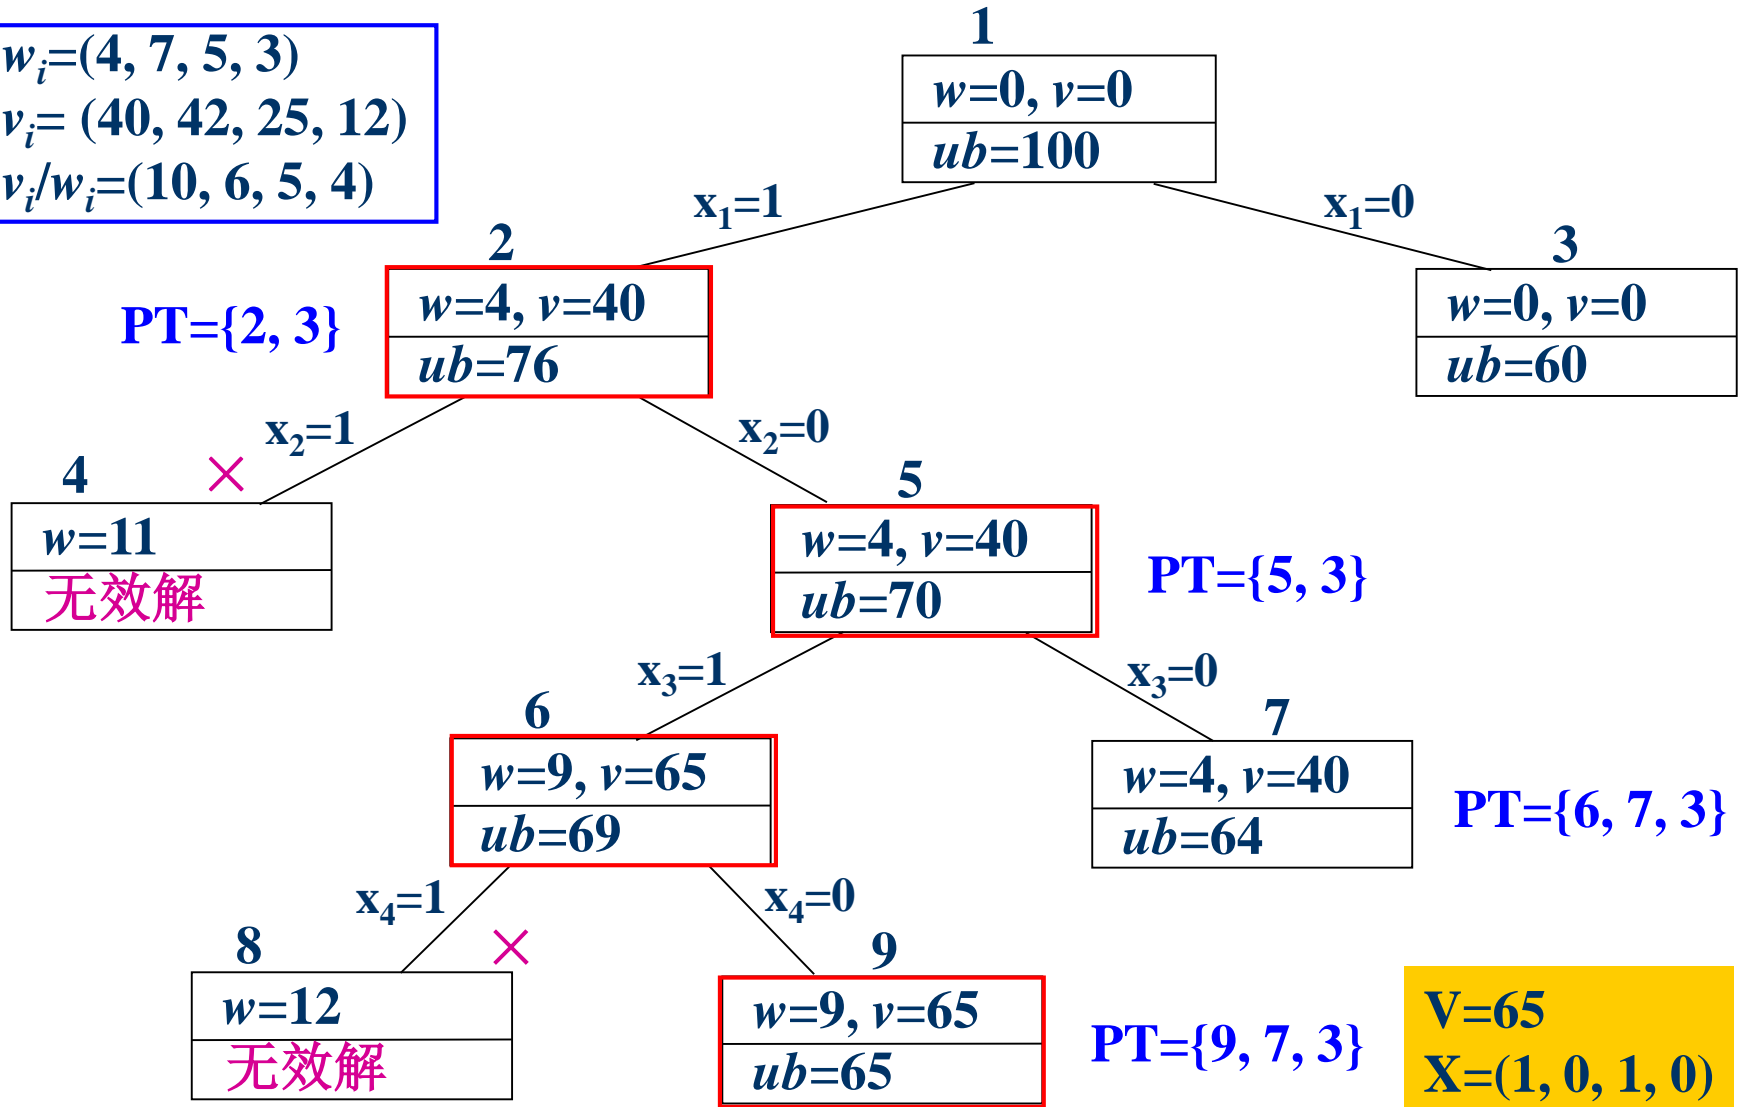 1
wᵢ=(4, 7, 5, 3)
vᵢ= (40, 42, 25, 12)
vᵢ/wᵢ=(10, 6, 5, 4)
w=0, v=0
ub=100
x₁=1
x₁=0
2
3
w=4, v=40
ub=76
w=0, v=0
ub=60
PT={2, 3}
x₂=1
x₂=0
4
×
5
w=11
无效解
w=4, v=40
ub=70
PT={5, 3}
x₃=1
x₃=0
6
7
w=9, v=65
ub=69
w=4, v=40
ub=64
PT={6, 7, 3}
x₄=1
x₄=0
8
×
9
w=12
无效解
w=9, v=65
ub=65
PT={9, 7, 3}
V=65
X=(1, 0, 1, 0)